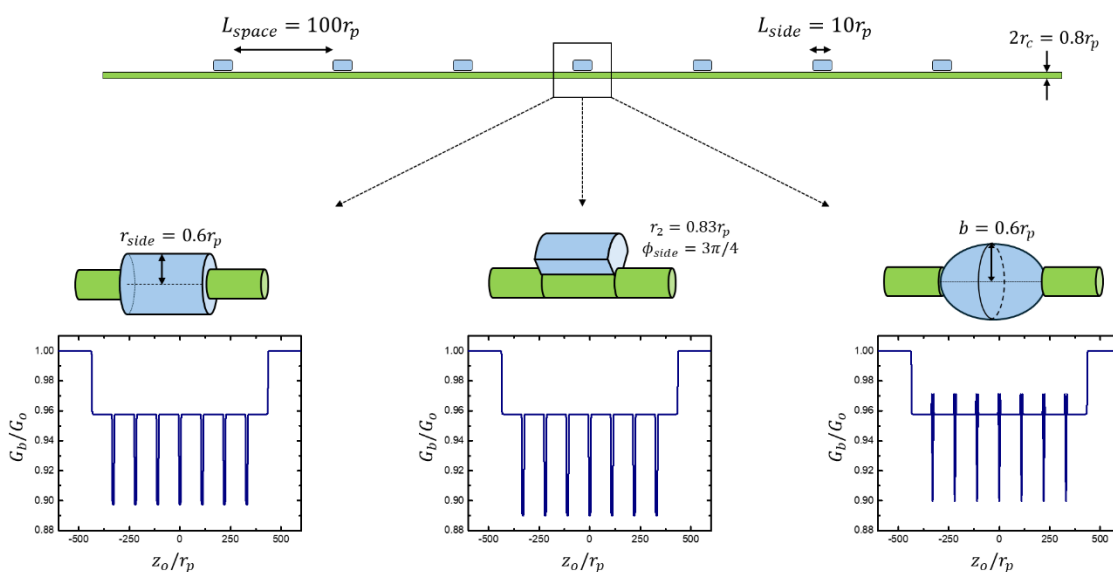 L_space = 100r_p
L_side = 10r_p
2r_c = 0.8r_p
r_side = 0.6r_p
r_2 = 0.83r_p
ϕ_side = 3π/4
b = 0.6r_p
1.00
0.98
0.96
0.94
0.92
0.90
0.88
G_b/G_o
-500
-250
0
250
500
z_o/r_p
1.00
0.98
0.96
0.94
0.92
0.90
0.88
G_b/G_o
-500
-250
0
250
500
z_o/r_p
1.00
0.98
0.96
0.94
0.92
0.90
0.88
G_b/G_o
-500
-250
0
250
500
z_o/r_p